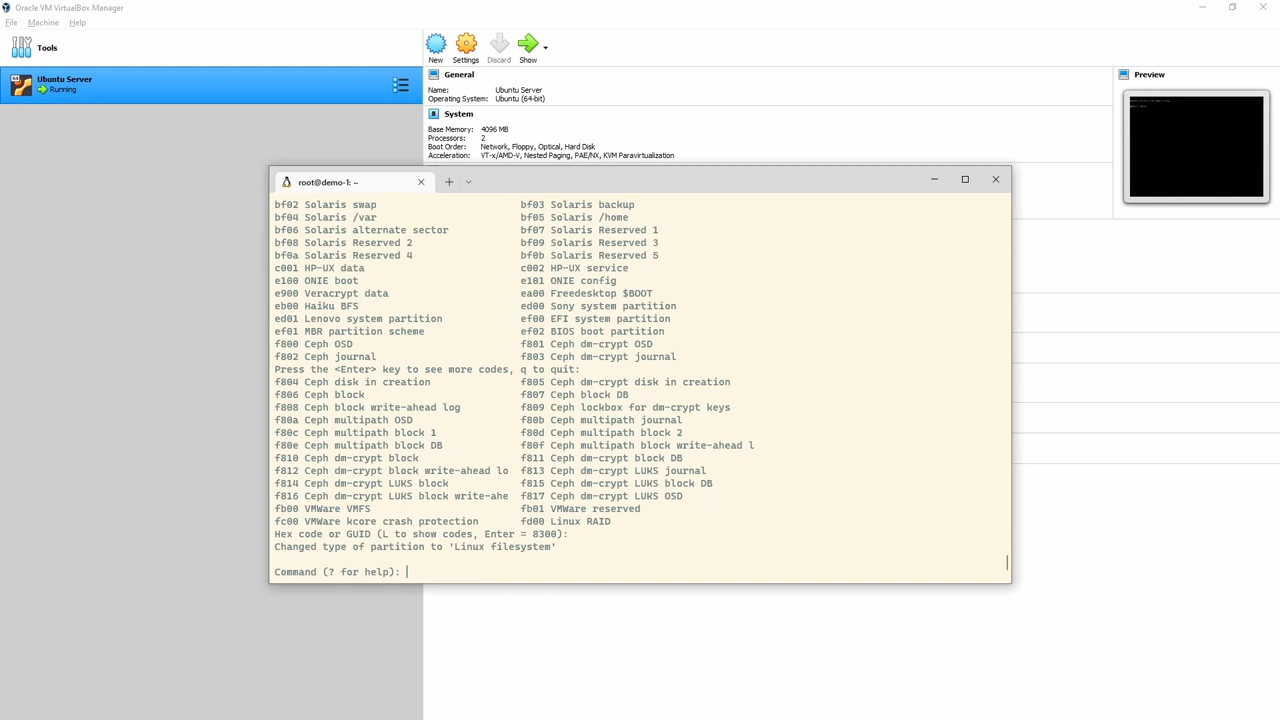 Oracle VM VirtualBox Manager
File Machine Help
Tools
New Settings Discard Show
Ubuntu Server
Running
General
Name: Ubuntu Server
Operating System: Ubuntu (64-bit)
System
Base Memory: 4096 MB
Processors: 2
Boot Order: Network, Floppy, Optical, Hard Disk
Acceleration: VT-x/AMD-V, Nested Paging, PAE/NX, KVM Paravirtualization
Preview
root@demo-1: ~
bf02 Solaris swap bf03 Solaris backup
bf04 Solaris /var bf05 Solaris /home
bf06 Solaris alternate sector bf07 Solaris Reserved 1
bf08 Solaris Reserved 2 bf09 Solaris Reserved 3
bf0a Solaris Reserved 4 bf0b Solaris Reserved 5
c001 HP-UX data c002 HP-UX service
e100 ONIE boot e101 ONIE config
e900 Veracrypt data ea00 Freedesktop $BOOT
eb00 Haiku BFS ed00 Sony system partition
ed01 Lenovo system partition ef00 EFI system partition
ef01 MBR partition scheme ef02 BIOS boot partition
f800 Ceph OSD f801 Ceph dm-crypt OSD
f802 Ceph journal f803 Ceph dm-crypt journal
Press the <Enter> key to see more codes, q to quit:
f804 Ceph disk in creation f805 Ceph dm-crypt disk in creation
f806 Ceph block f807 Ceph block DB
f808 Ceph block write-ahead log f809 Ceph lockbox for dm-crypt keys
f80a Ceph multipath OSD f80b Ceph multipath journal
f80c Ceph multipath block 1 f80d Ceph multipath block 2
f80e Ceph multipath block DB f80f Ceph multipath block write-ahead l
f810 Ceph dm-crypt block f811 Ceph dm-crypt block DB
f812 Ceph dm-crypt block write-ahead lo f813 Ceph dm-crypt LUKS journal
f814 Ceph dm-crypt LUKS block f815 Ceph dm-crypt LUKS block DB
f816 Ceph dm-crypt LUKS block write-ahe f817 Ceph dm-crypt LUKS OSD
fb00 VMWare VMFS fb01 VMWare reserved
fc00 VMWare kcore crash protection fd00 Linux RAID
Hex code or GUID (L to show codes, Enter = 8300):
Changed type of partition to 'Linux filesystem'
Command (? for help):